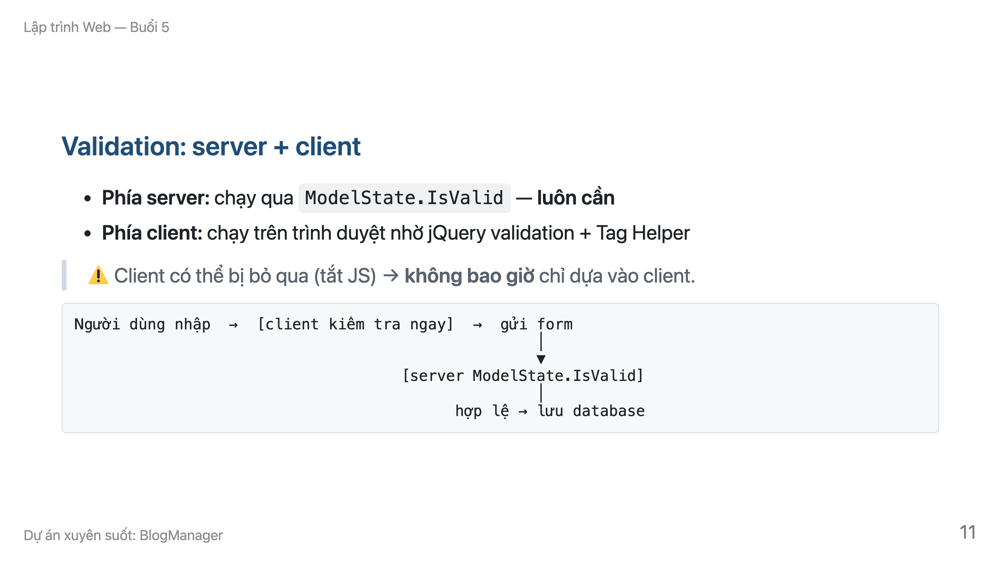 Lập trình Web — Buổi 5
Validation: server + client
• Phía server: chạy qua ModelState.IsValid — luôn cần
• Phía client: chạy trên trình duyệt nhờ jQuery validation + Tag Helper
⚠️ Client có thể bị bỏ qua (tắt JS) → không bao giờ chỉ dựa vào client.
Người dùng nhập → [client kiểm tra ngay] → gửi form
│
▼
[server ModelState.IsValid]
│
hợp lệ → lưu database
Dự án xuyên suốt: BlogManager
11